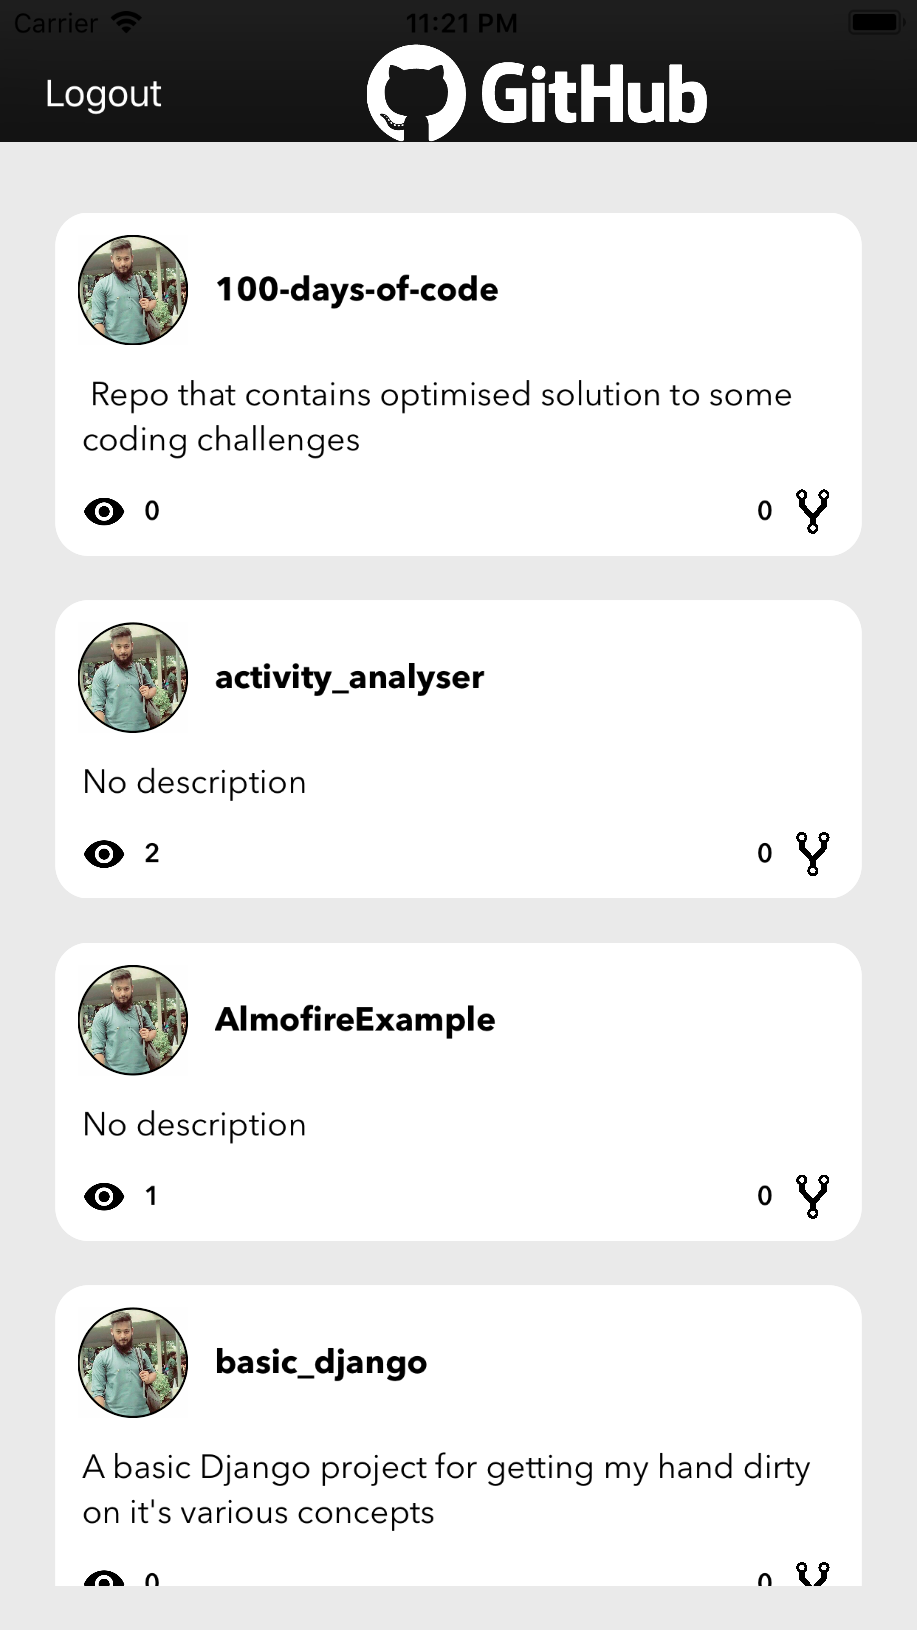 Carrier 11:21 PM
Logout GitHub
100-days-of-code
Repo that contains optimised solution to some
coding challenges
0 0
activity_analyser
No description
2 0
AlmofireExample
No description
1 0
basic_django
A basic Django project for getting my hand dirty
on it's various concepts
0 0